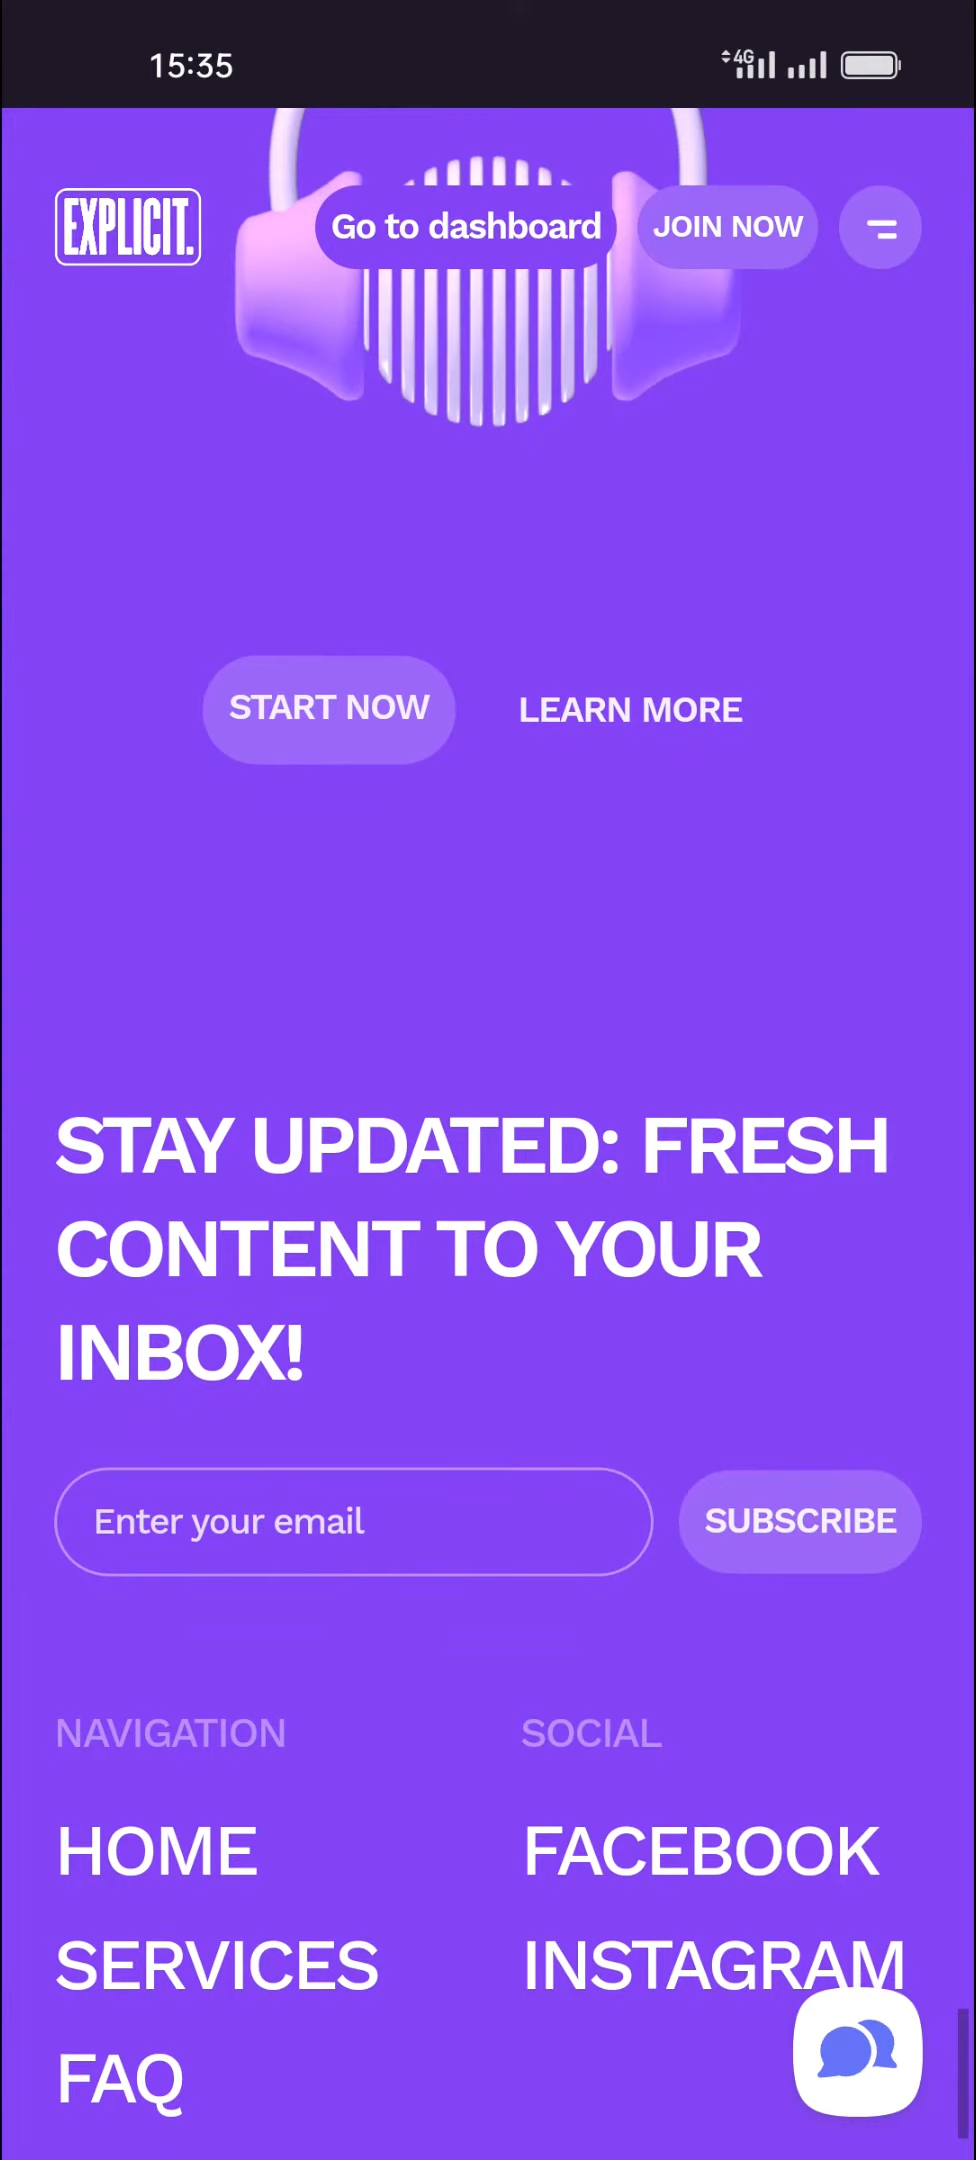 15:35
4G
EXPLICIT.
Go to dashboard
JOIN NOW
START NOW
LEARN MORE
STAY UPDATED: FRESH
CONTENT TO YOUR
INBOX!
Enter your email
SUBSCRIBE
NAVIGATION
SOCIAL
HOME
FACEBOOK
SERVICES
INSTAGRAM
FAQ